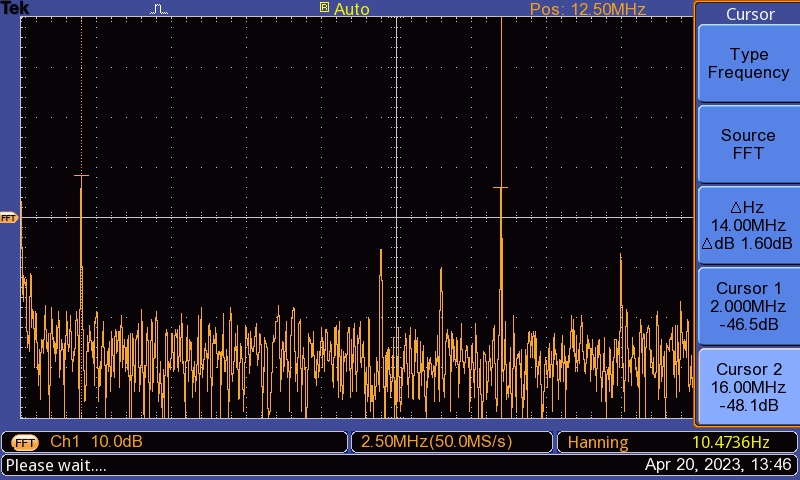 Tek
R Auto
Pos: 12.50MHz
Cursor
Type
Frequency
Source
FFT
△Hz
14.00MHz
△dB 1.60dB
Cursor 1
2.000MHz
-46.5dB
Cursor 2
16.00MHz
-48.1dB
FFT
FFT Ch1 10.0dB
2.50MHz(50.0MS/s)
Hanning
10.4736Hz
Please wait....
Apr 20, 2023, 13:46